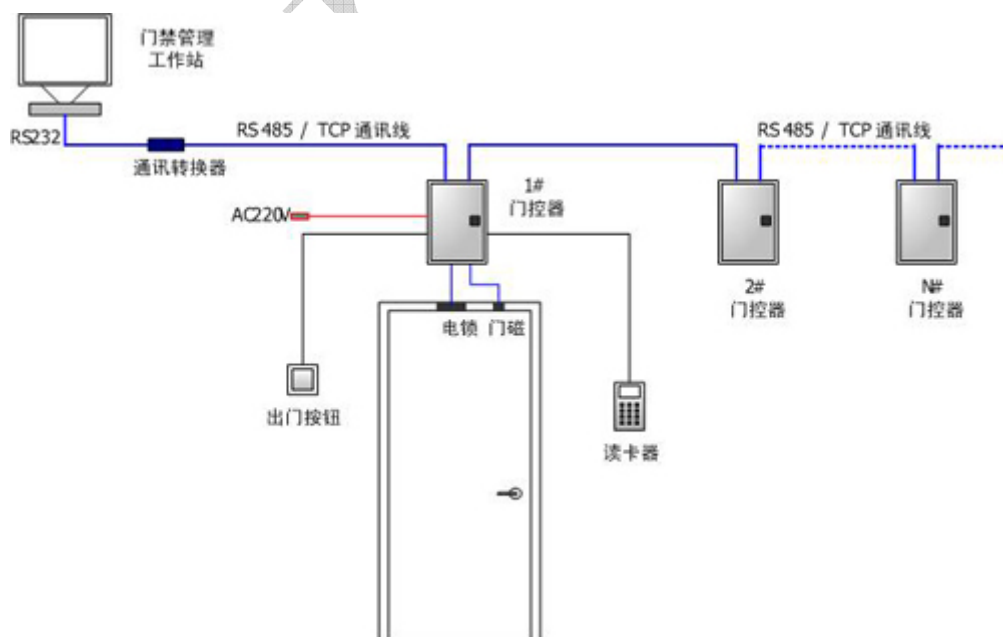 门禁管理
工作站
RS232
RS485 / TCP 通讯线
RS485 / TCP 通讯线
通讯转换器
1#
门控器
AC220V
2#
门控器
N#
门控器
电锁 门磁
出门按钮
读卡器